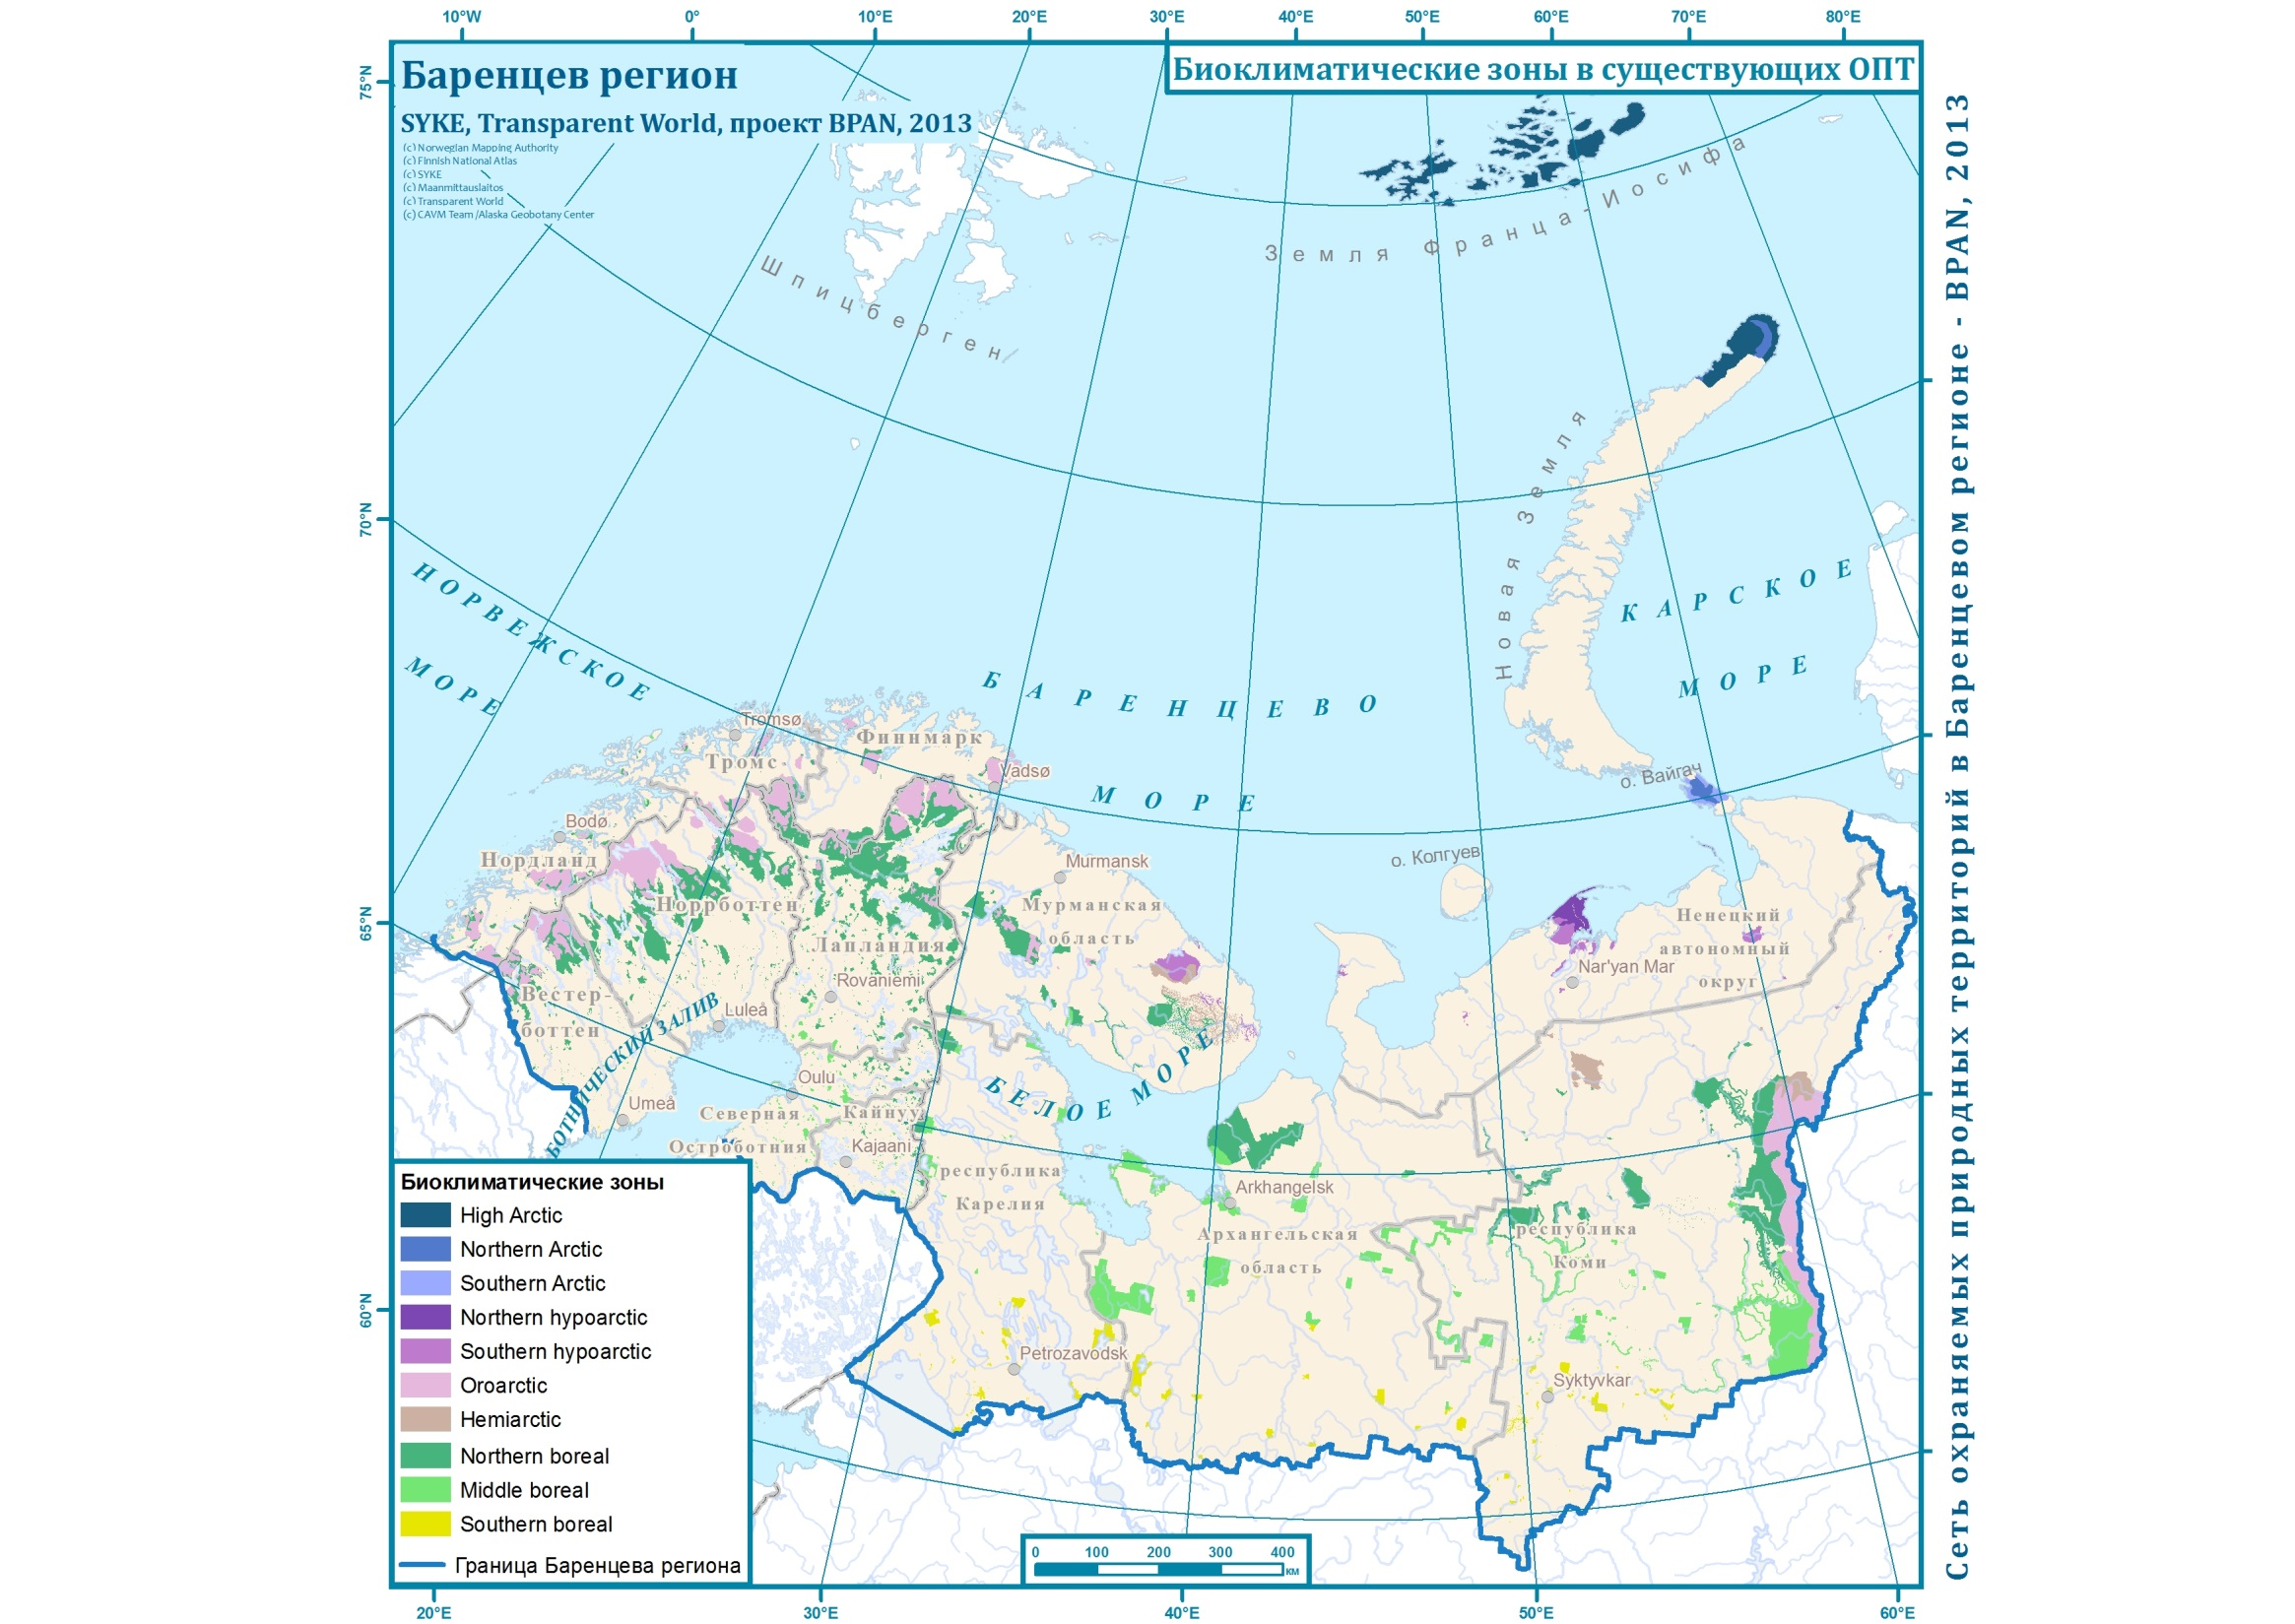 10°W 0° 10°E 20°E 30°E 40°E 50°E 60°E 70°E 80°E
75°N
70°N
65°N
60°N
Баренцев регион
SYKE, Transparent World, проект BPAN, 2013
(c) Norwegian Mapping Authority
(c) Finnish National Atlas
(c) SYKE
(c) Maanmittauslaitos
(c) Transparent World
(c) CAVM Team /Alaska Geobotany Center
Биоклиматические зоны в существующих ОПТ
Сеть охраняемых природных территорий в Баренцевом регионе - BPAN, 2013
Земля Франца-Иосифа
Шпицберген
Новая Земля
НОРВЕЖСКОЕ
МОРЕ
БАРЕНЦЕВО
МОРЕ
КАРСКОЕ
МОРЕ
Tromsø
Финнмарк
Тромс
Vadsø
о. Вайгач
Bodø
Нордланд
Murmansk
о. Колгуев
Норрботтен
Мурманская
область
Ненецкий
автономный
округ
Лапландия
Rovaniemi
Nar'yan Mar
Вестер-
боттен
Luleå
БОТНИЧЕСКИЙ ЗАЛИВ
БЕЛОЕ МОРЕ
Oulu
Umeå
Северная
Остроботния
Кайнуу
Kajaani
республика
Карелия
Arkhangelsk
Архангельская
область
республика
Коми
Petrozavodsk
Syktyvkar
Биоклиматические зоны
High Arctic
Northern Arctic
Southern Arctic
Northern hypoarctic
Southern hypoarctic
Oroarctic
Hemiarctic
Northern boreal
Middle boreal
Southern boreal
Граница Баренцева региона
0 100 200 300 400
км
20°E 30°E 40°E 50°E 60°E